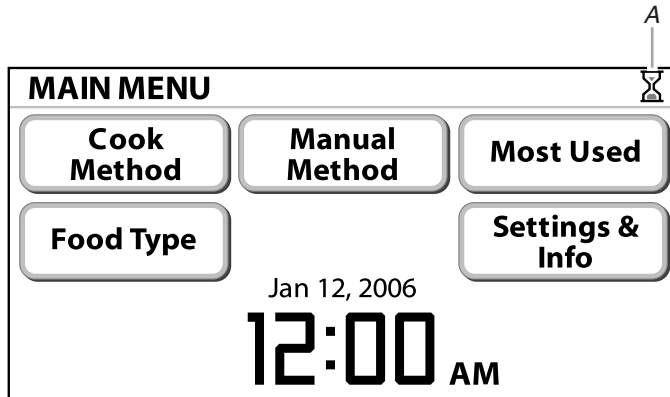 A
MAIN MENU
Cook
Method
Manual
Method
Most Used
Food Type
Settings &
Info
Jan 12, 2006
12:00 AM